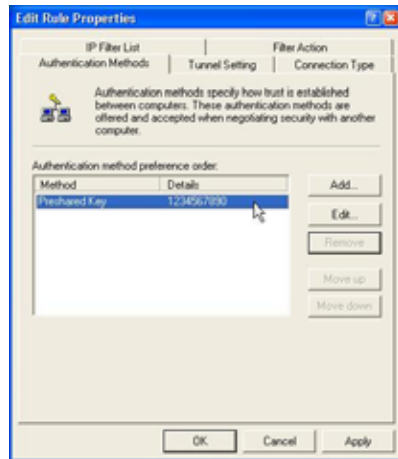 Edit Rule Properties
IP Filter List Filter Action
Authentication Methods Tunnel Setting Connection Type
Authentication methods specify how trust is established
between computers. These authentication methods are
offered and accepted when negotiating security with another
computer.
Authentication method preference order:
Method Details
Preshared Key 1234567890
Add...
Edit...
Remove
Move up
Move down
OK Cancel Apply